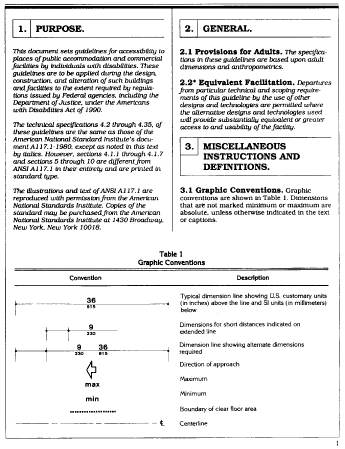 1. PURPOSE.
This document sets guidelines for accessibility to
places of public accommodation and commercial
facilities by individuals with disabilities. These
guidelines are to be applied during the design,
construction, and alteration of such buildings
and facilities to the extent required by regula-
tions issued by Federal agencies, including the
Department of Justice, under the Americans
with Disabilities Act of 1990.
The technical specifications 4.2 through 4.35, of
these guidelines are the same as those of the
American National Standard Institute's docu-
ment A117.1-1980, except as noted in this text
by italics. However, sections 4.1.1 through 4.1.7
and sections 5 through 10 are different from
ANSI A117.1 in their entirety and are printed in
standard type.
The illustrations and text of ANSI A117.1 are
reproduced with permission from the American
National Standards Institute. Copies of the
standard may be purchased from the American
National Standards Institute at 1430 Broadway,
New York, New York 10018.
2. GENERAL.
2.1 Provisions for Adults. The specifica-
tions in these guidelines are based upon adult
dimensions and anthropometrics.
2.2* Equivalent Facilitation. Departures
from particular technical and scoping require-
ments of this guideline by the use of other
designs and technologies are permitted where
the alternative designs and technologies used
will provide substantially equivalent or greater
access to and usability of the facility.
3. MISCELLANEOUS
INSTRUCTIONS AND
DEFINITIONS.
3.1 Graphic Conventions. Graphic
conventions are shown in Table 1. Dimensions
that are not marked minimum or maximum are
absolute, unless otherwise indicated in the text
or captions.
Table 1
Graphic Conventions
Convention Description
36
915
Typical dimension line showing U.S. customary units
(in inches) above the line and SI units (in millimeters)
below
9
230
Dimensions for short distances indicated on
extended line
9 36
230 915
Dimension line showing alternate dimensions
required
Direction of approach
max Maximum
min Minimum
Boundary of clear floor area
℄ Centerline
1